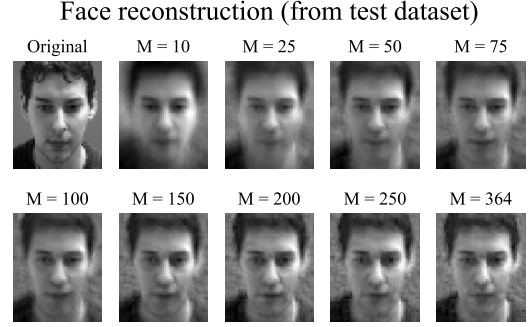 Face reconstruction (from test dataset)
Original M = 10 M = 25 M = 50 M = 75
M = 100 M = 150 M = 200 M = 250 M = 364